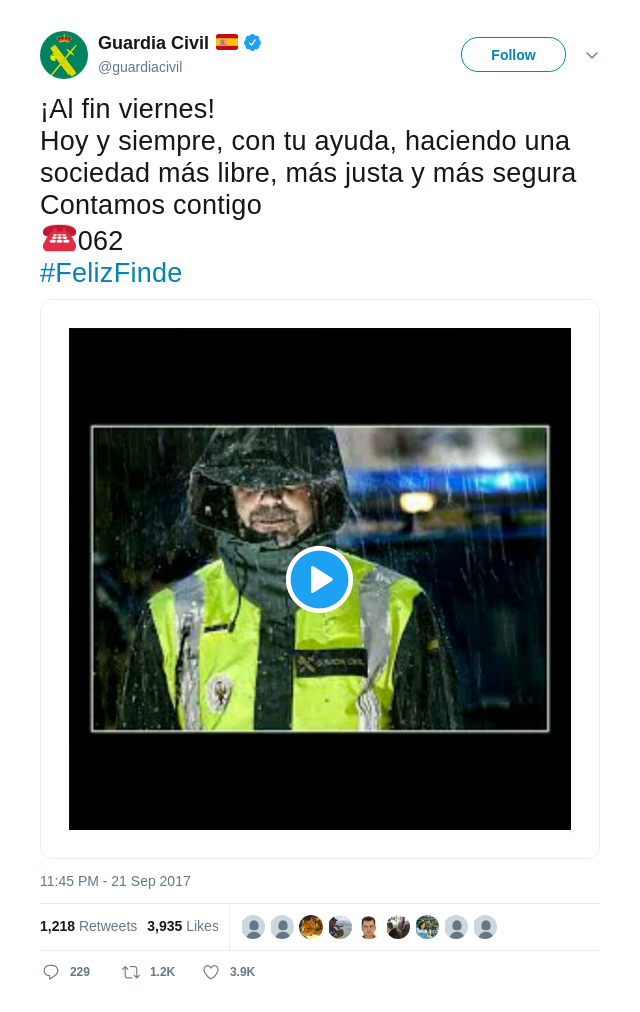 Guardia Civil
@guardiacivil
Follow
¡Al fin viernes!
Hoy y siempre, con tu ayuda, haciendo una
sociedad más libre, más justa y más segura
Contamos contigo
☎️062
#FelizFinde
GUARDIA CIVIL
11:45 PM - 21 Sep 2017
1,218 Retweets 3,935 Likes
229 1.2K 3.9K